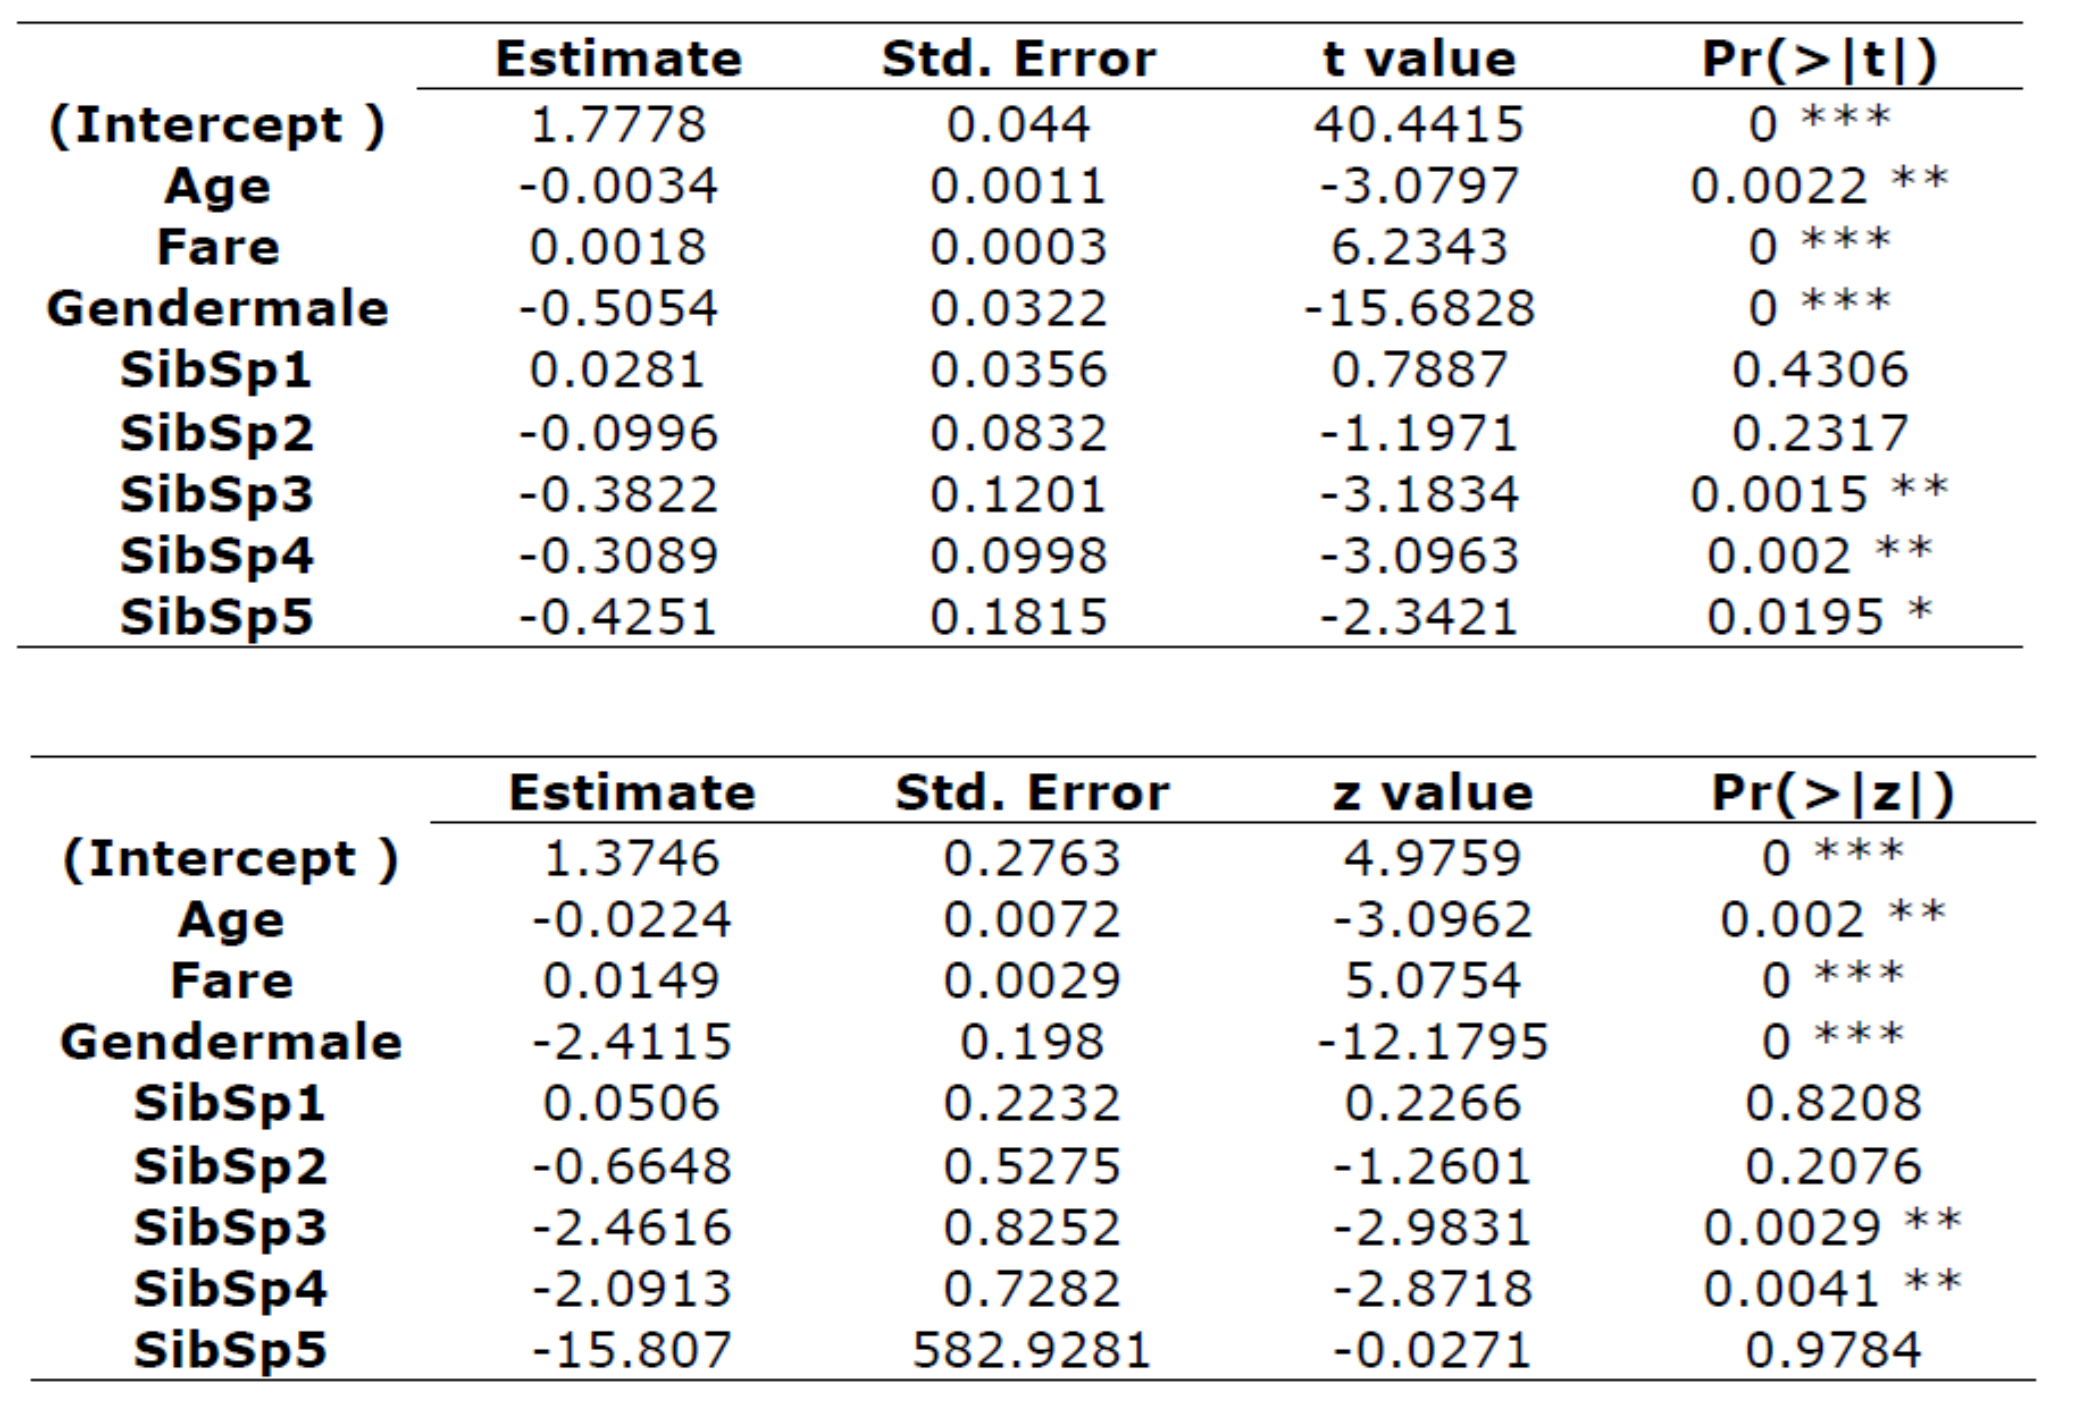 Estimate Std. Error t value Pr(>|t|)
(Intercept ) 1.7778 0.044 40.4415 0 ***
Age -0.0034 0.0011 -3.0797 0.0022 **
Fare 0.0018 0.0003 6.2343 0 ***
Gendermale -0.5054 0.0322 -15.6828 0 ***
SibSp1 0.0281 0.0356 0.7887 0.4306
SibSp2 -0.0996 0.0832 -1.1971 0.2317
SibSp3 -0.3822 0.1201 -3.1834 0.0015 **
SibSp4 -0.3089 0.0998 -3.0963 0.002 **
SibSp5 -0.4251 0.1815 -2.3421 0.0195 *
Estimate Std. Error z value Pr(>|z|)
(Intercept ) 1.3746 0.2763 4.9759 0 ***
Age -0.0224 0.0072 -3.0962 0.002 **
Fare 0.0149 0.0029 5.0754 0 ***
Gendermale -2.4115 0.198 -12.1795 0 ***
SibSp1 0.0506 0.2232 0.2266 0.8208
SibSp2 -0.6648 0.5275 -1.2601 0.2076
SibSp3 -2.4616 0.8252 -2.9831 0.0029 **
SibSp4 -2.0913 0.7282 -2.8718 0.0041 **
SibSp5 -15.807 582.9281 -0.0271 0.9784